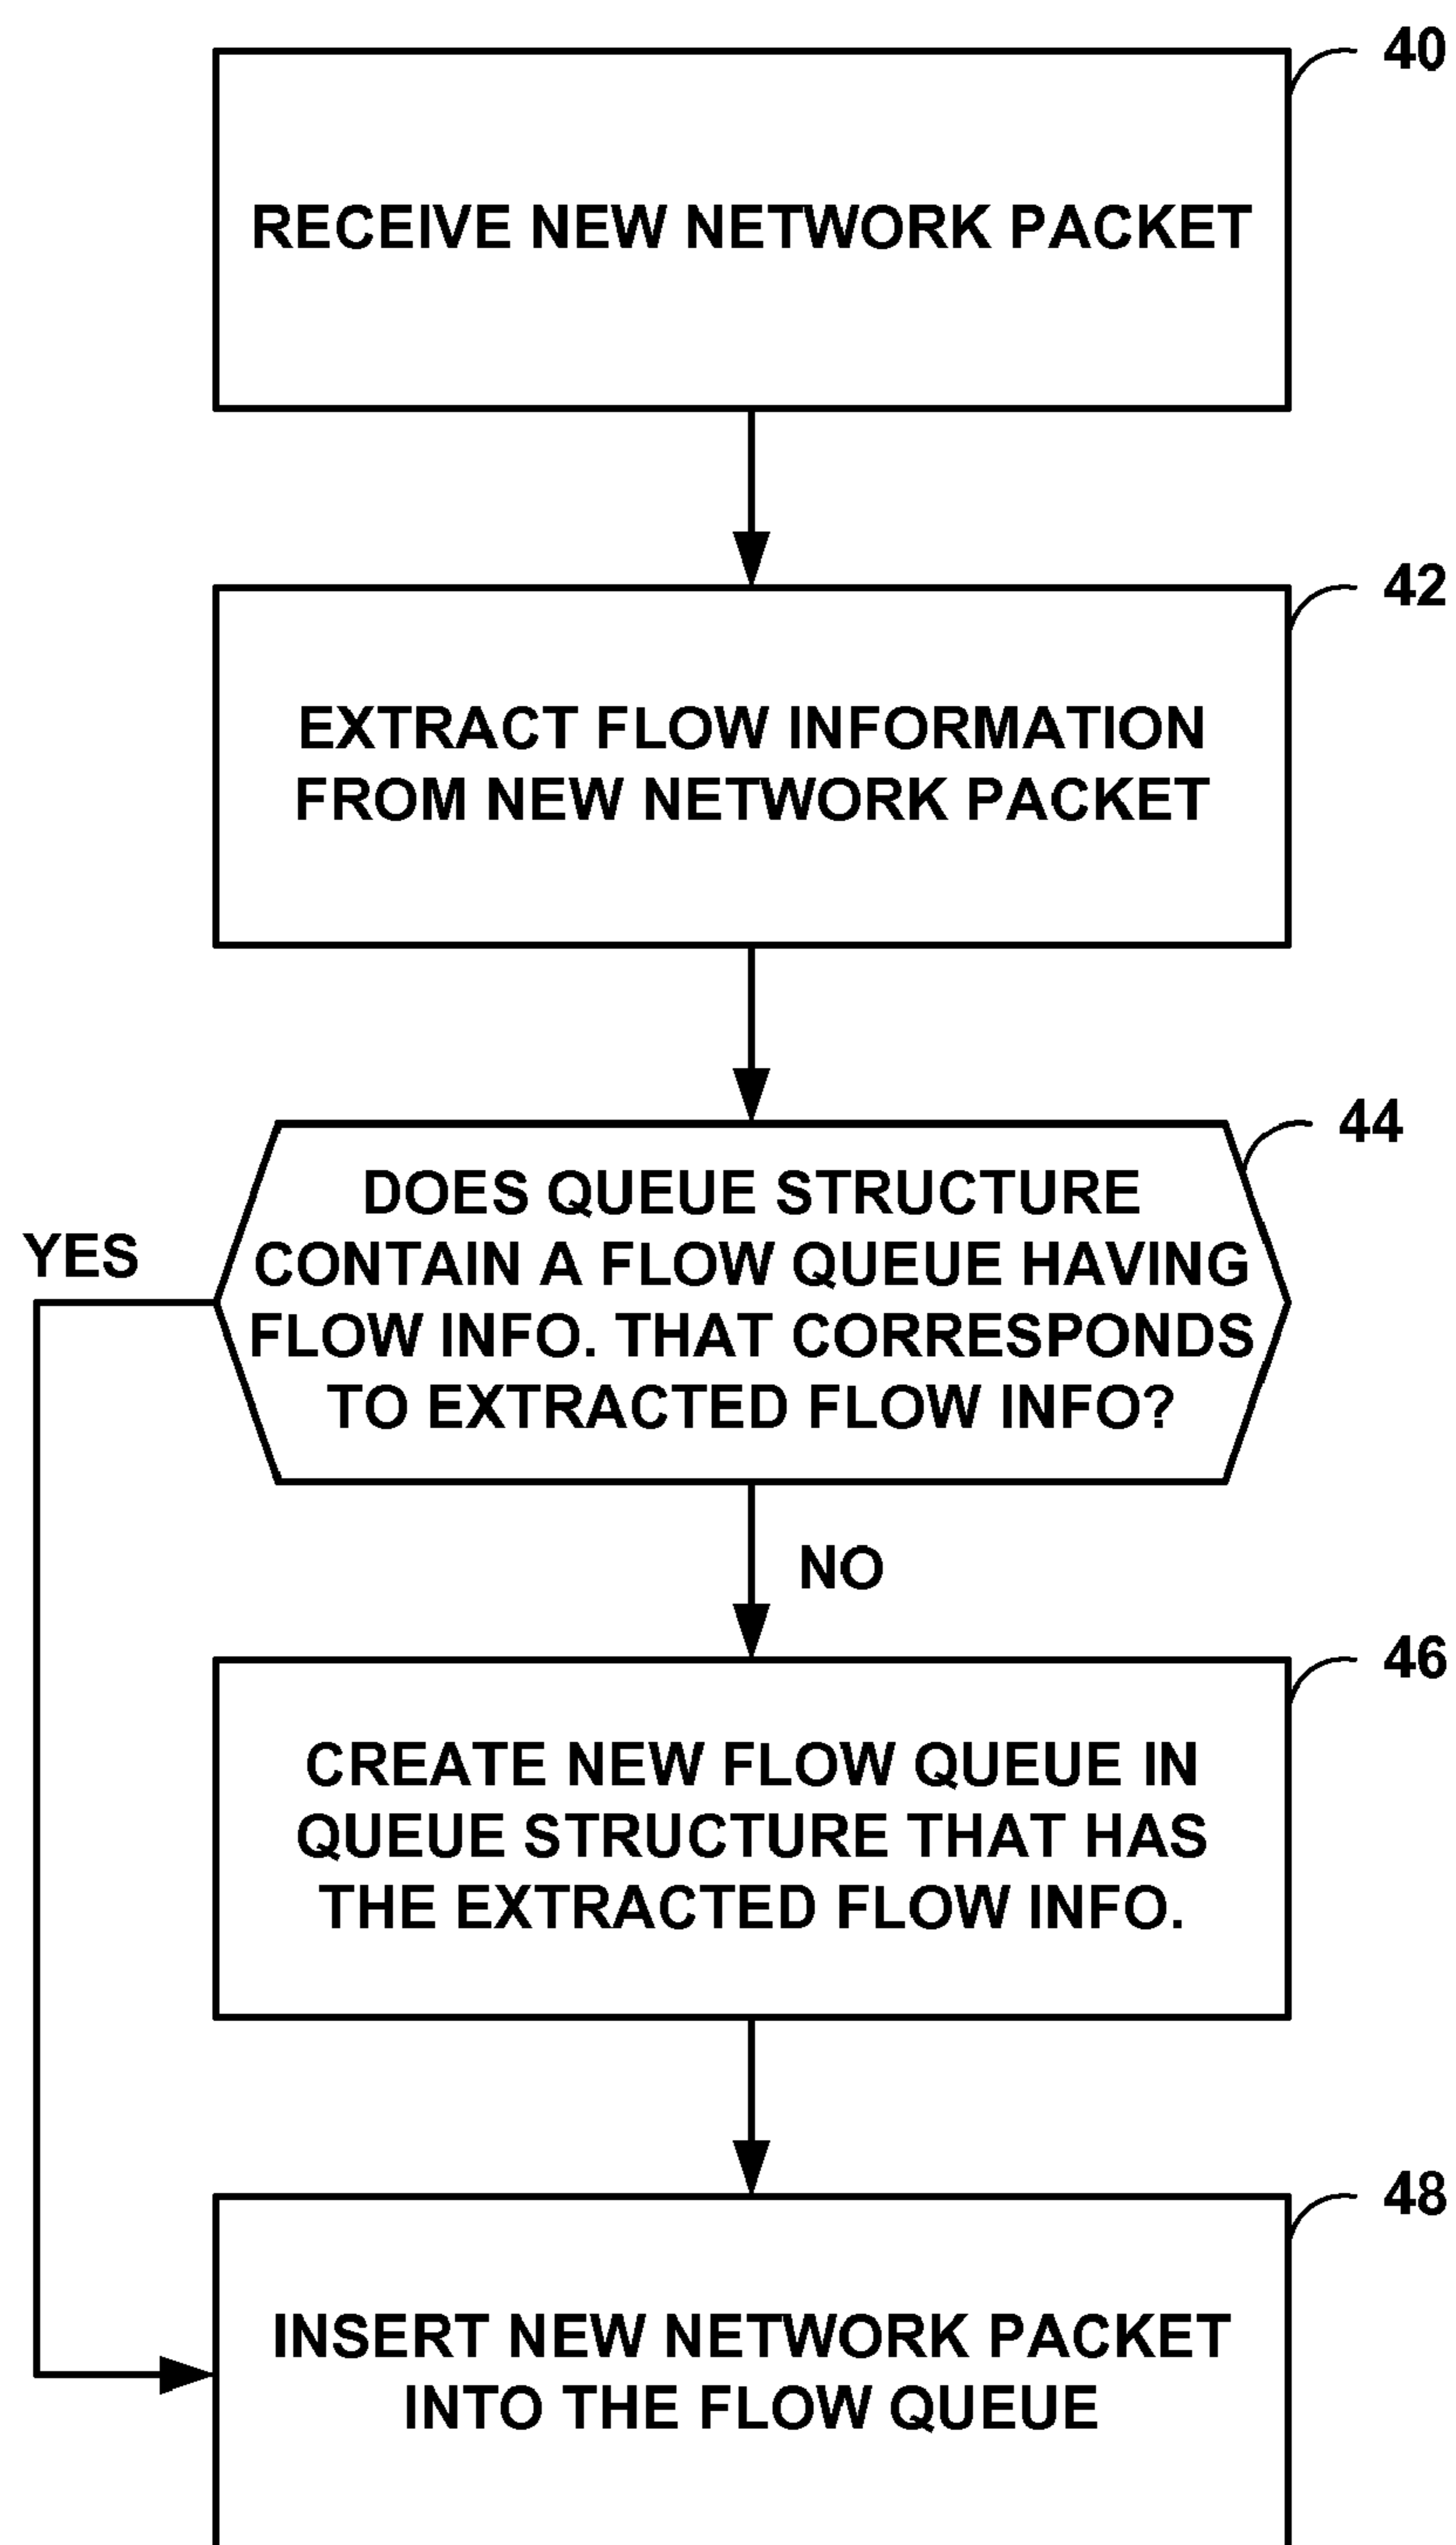 40
RECEIVE NEW NETWORK PACKET
42
EXTRACT FLOW INFORMATION
FROM NEW NETWORK PACKET
44
DOES QUEUE STRUCTURE
CONTAIN A FLOW QUEUE HAVING
FLOW INFO. THAT CORRESPONDS
TO EXTRACTED FLOW INFO?
YES
NO
46
CREATE NEW FLOW QUEUE IN
QUEUE STRUCTURE THAT HAS
THE EXTRACTED FLOW INFO.
48
INSERT NEW NETWORK PACKET
INTO THE FLOW QUEUE